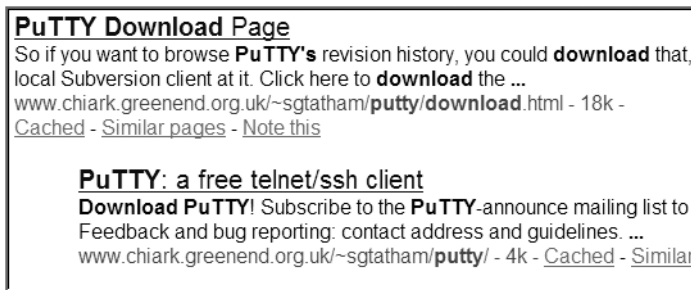 PuTTY Download Page
So if you want to browse PuTTY's revision history, you could download that,
local Subversion client at it. Click here to download the ...
www.chiark.greenend.org.uk/~sgtatham/putty/download.html - 18k -
Cached - Similar pages - Note this
PuTTY: a free telnet/ssh client
Download PuTTY! Subscribe to the PuTTY-announce mailing list to
Feedback and bug reporting: contact address and guidelines. ...
www.chiark.greenend.org.uk/~sgtatham/putty/ - 4k - Cached - Similar